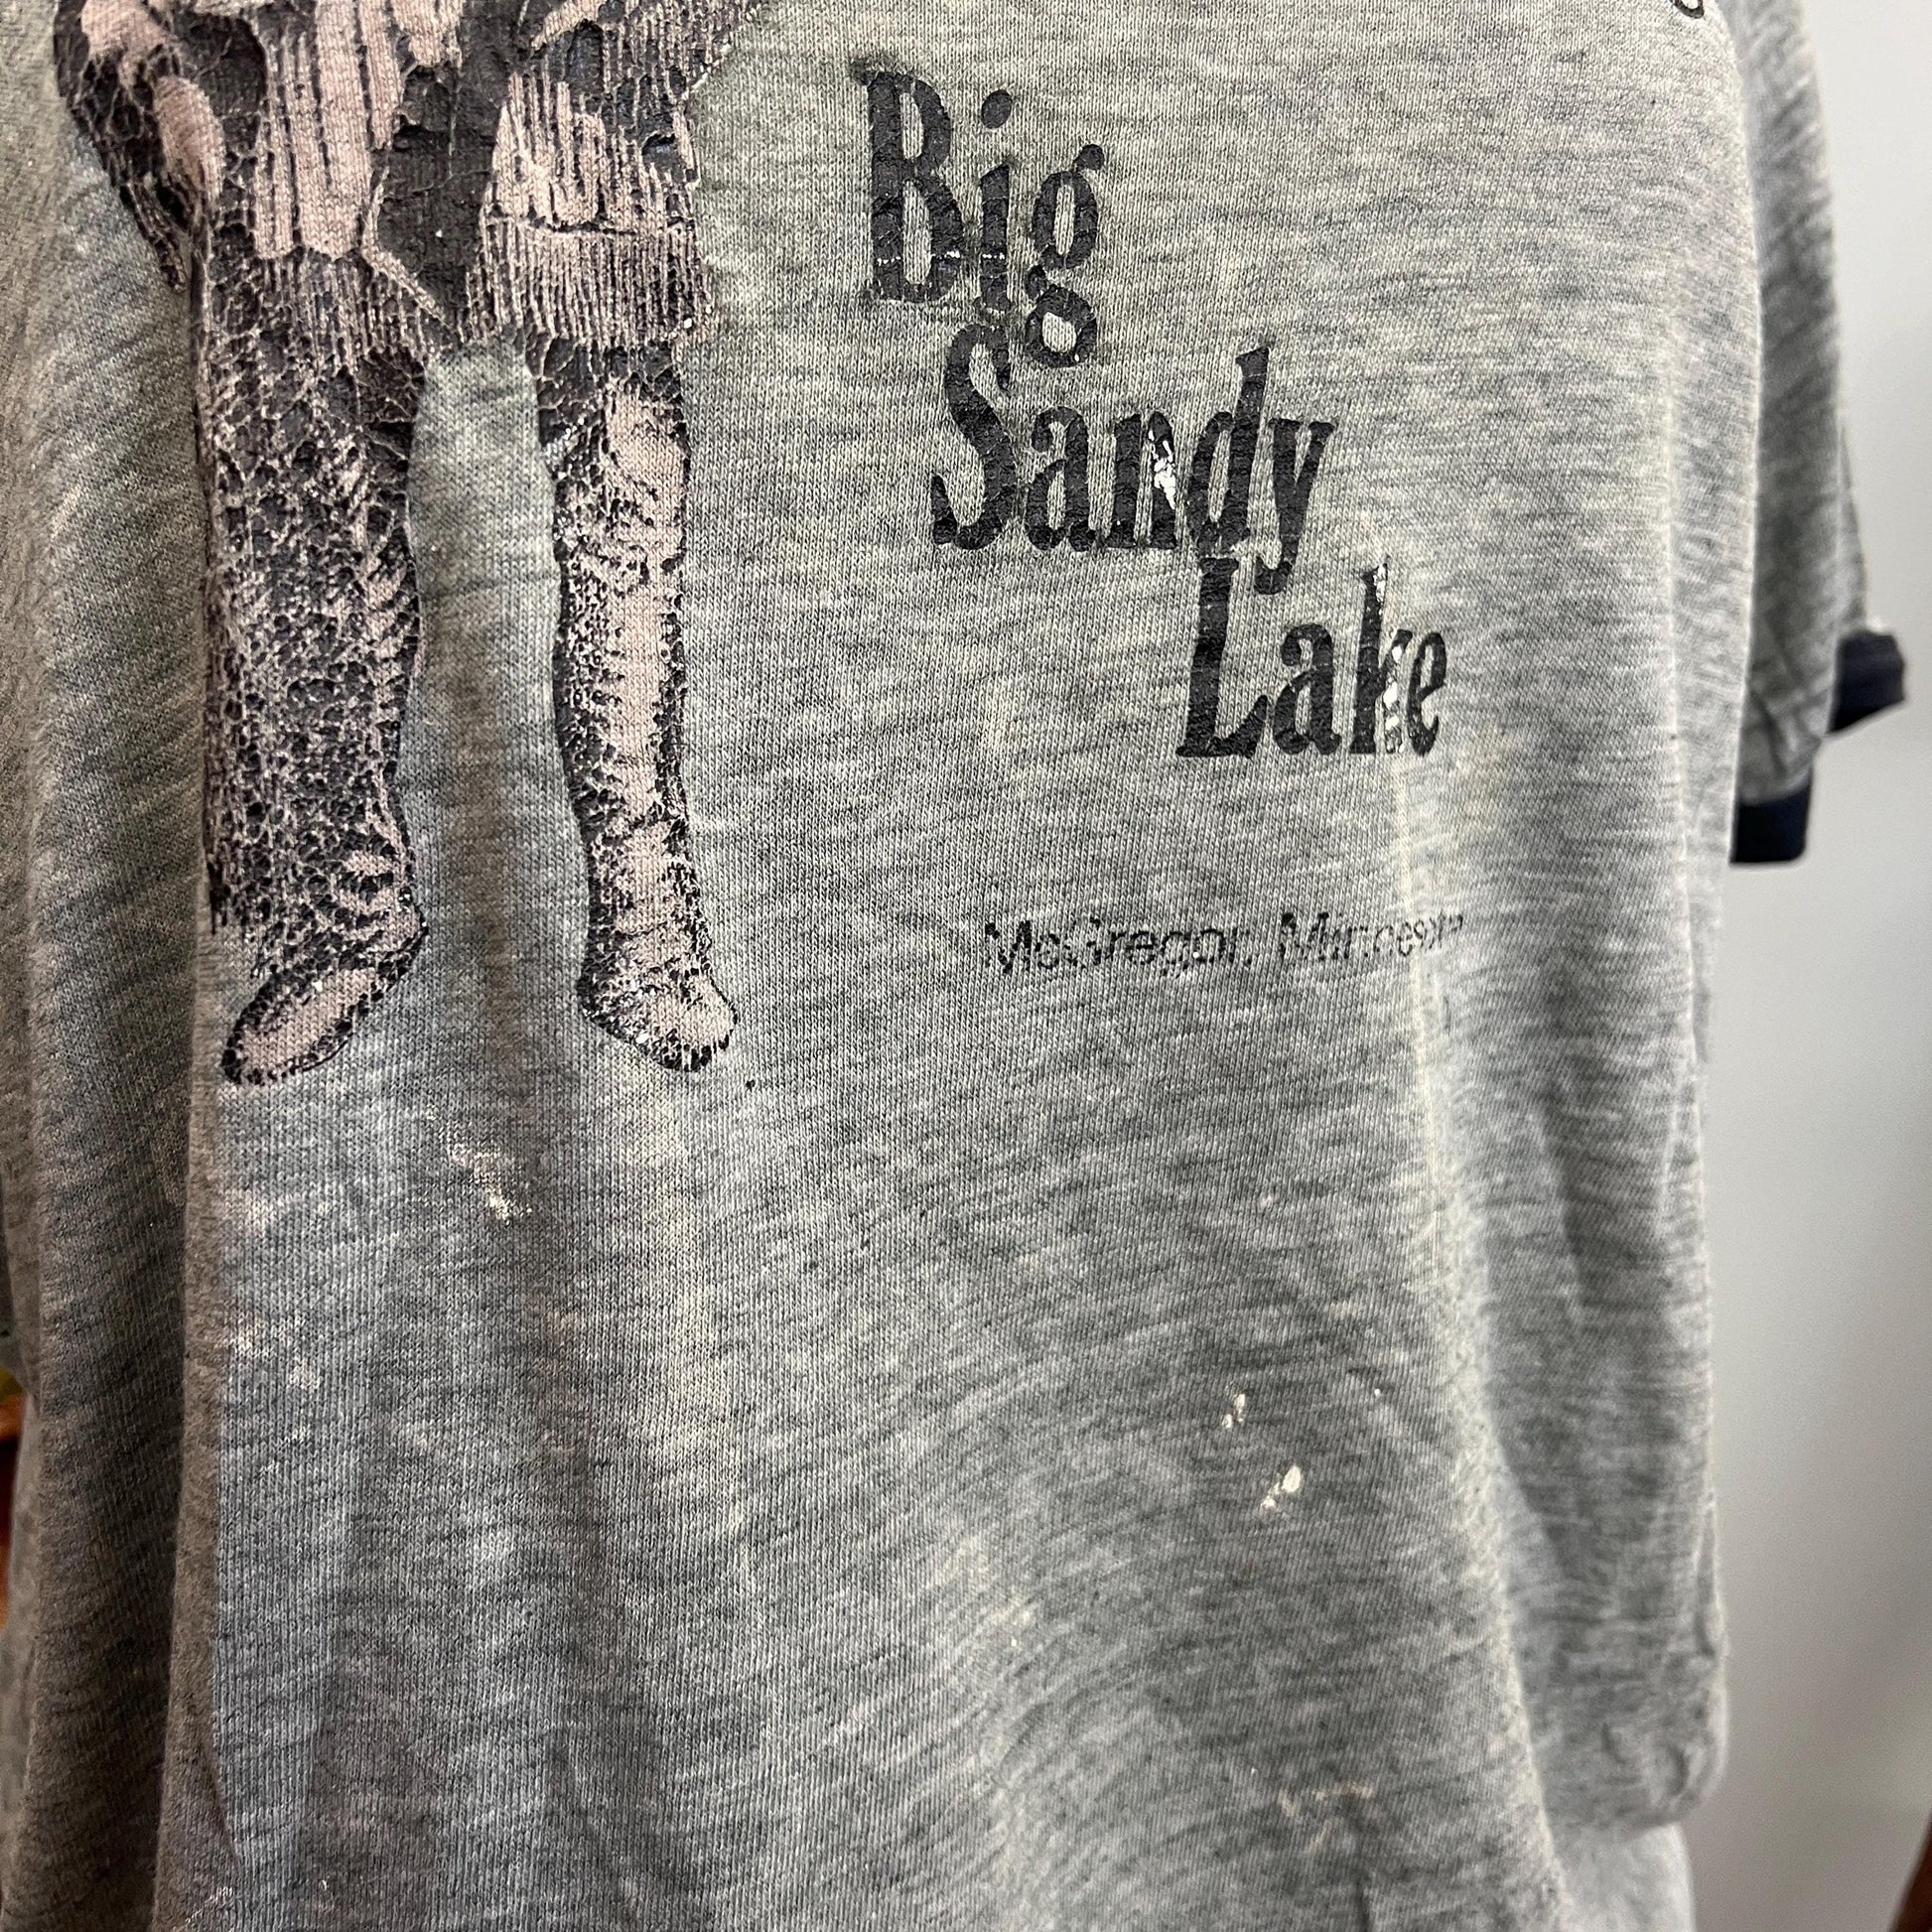 Big
Sandy
Lake
McGregor, Minnesota